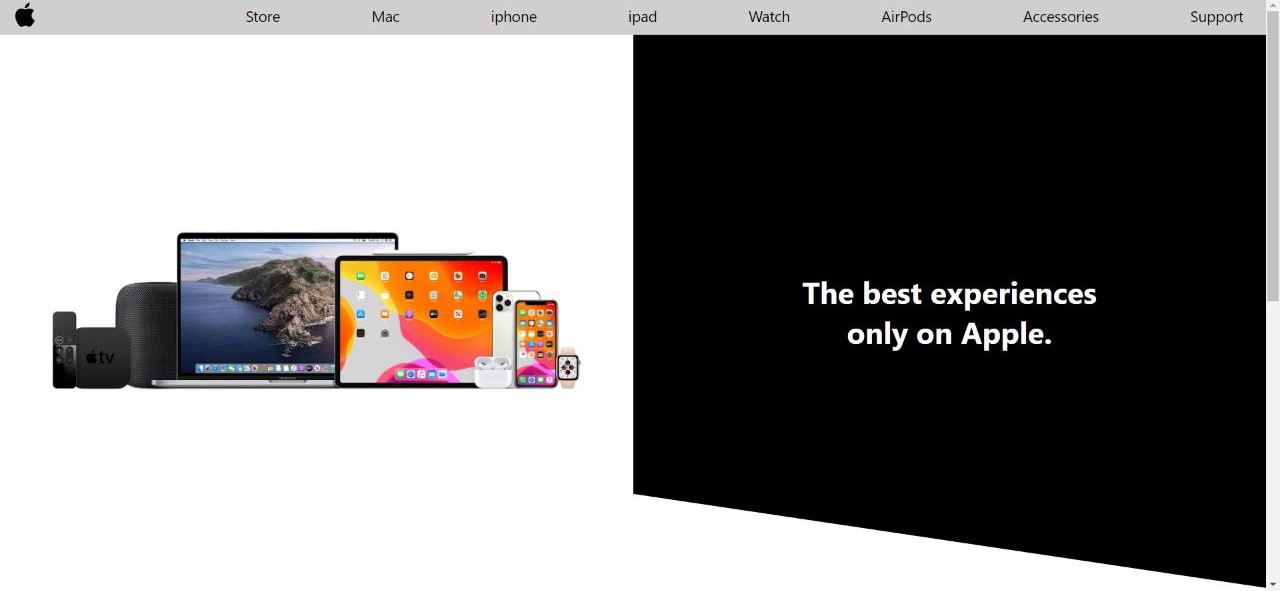 Store Mac iphone ipad Watch AirPods Accessories Support
The best experiences
only on Apple.
tv